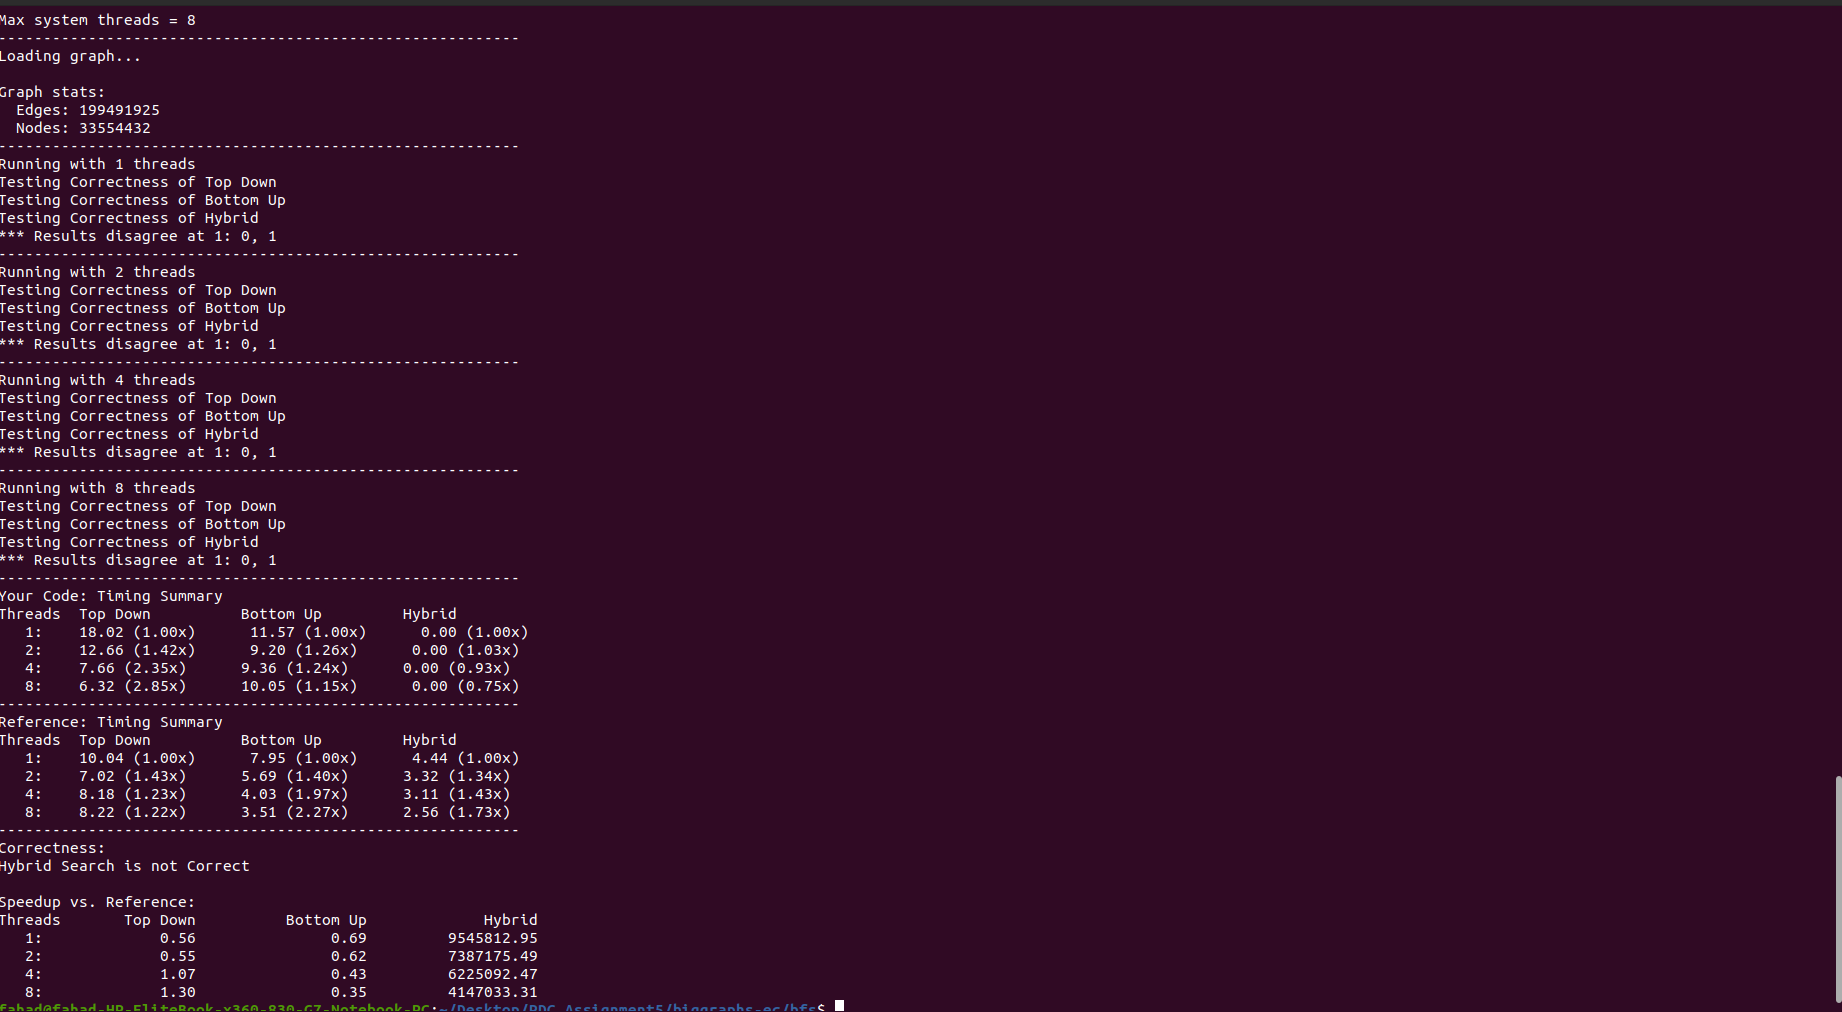 Max system threads = 8
----------------------------------------------------------
Loading graph...
Graph stats:
  Edges: 199491925
  Nodes: 33554432
----------------------------------------------------------
Running with 1 threads
Testing Correctness of Top Down
Testing Correctness of Bottom Up
Testing Correctness of Hybrid
*** Results disagree at 1: 0, 1
----------------------------------------------------------
Running with 2 threads
Testing Correctness of Top Down
Testing Correctness of Bottom Up
Testing Correctness of Hybrid
*** Results disagree at 1: 0, 1
----------------------------------------------------------
Running with 4 threads
Testing Correctness of Top Down
Testing Correctness of Bottom Up
Testing Correctness of Hybrid
*** Results disagree at 1: 0, 1
----------------------------------------------------------
Running with 8 threads
Testing Correctness of Top Down
Testing Correctness of Bottom Up
Testing Correctness of Hybrid
*** Results disagree at 1: 0, 1
----------------------------------------------------------
Your Code: Timing Summary
Threads  Top Down          Bottom Up         Hybrid
   1:    18.02 (1.00x)      11.57 (1.00x)      0.00 (1.00x)
   2:    12.66 (1.42x)      9.20 (1.26x)      0.00 (1.03x)
   4:    7.66 (2.35x)      9.36 (1.24x)      0.00 (0.93x)
   8:    6.32 (2.85x)      10.05 (1.15x)      0.00 (0.75x)
----------------------------------------------------------
Reference: Timing Summary
Threads  Top Down          Bottom Up         Hybrid
   1:    10.04 (1.00x)      7.95 (1.00x)      4.44 (1.00x)
   2:    7.02 (1.43x)      5.69 (1.40x)      3.32 (1.34x)
   4:    8.18 (1.23x)      4.03 (1.97x)      3.11 (1.43x)
   8:    8.22 (1.22x)      3.51 (2.27x)      2.56 (1.73x)
----------------------------------------------------------
Correctness:
Hybrid Search is not Correct
Speedup vs. Reference:
Threads       Top Down          Bottom Up             Hybrid
   1:             0.56               0.69         9545812.95
   2:             0.55               0.62         7387175.49
   4:             1.07               0.43         6225092.47
   8:             1.30               0.35         4147033.31
fahad@fahad-HP-EliteBook-x360-830-G7-Notebook-PC:~/Desktop/PDC_Assignment5/biggraphs-ec/bfs$